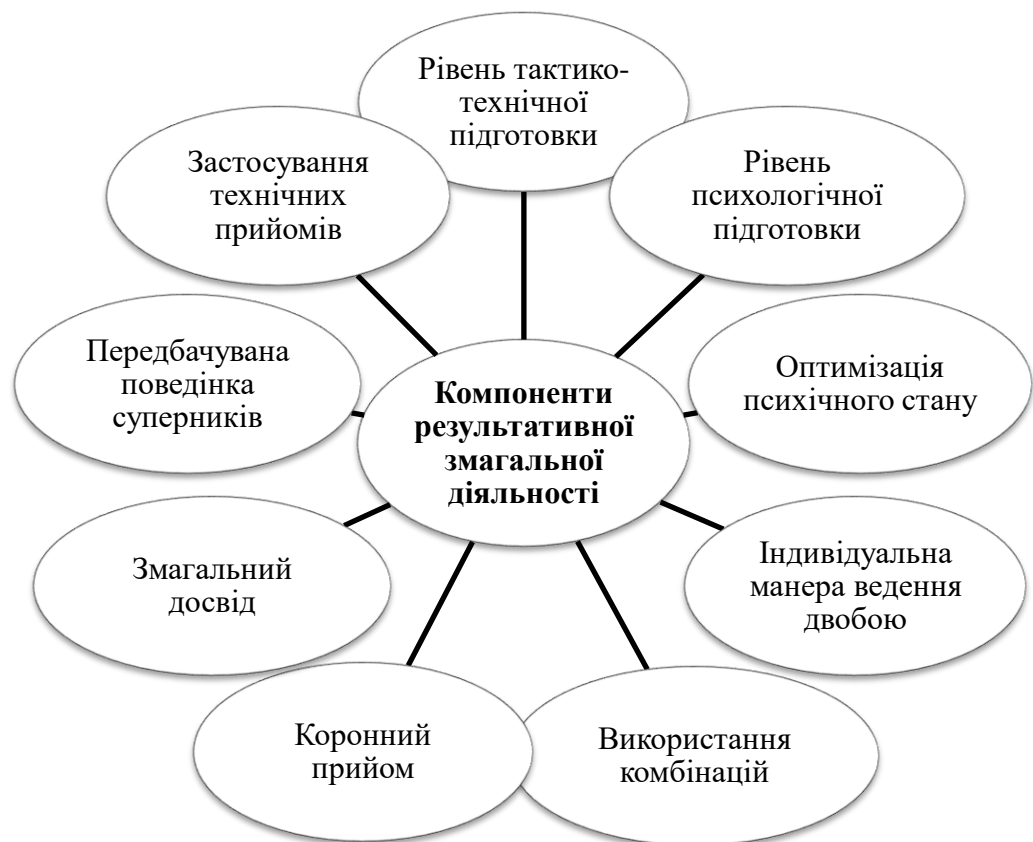 Рівень тактико-
технічної
підготовки
Рівень
психологічної
підготовки
Оптимізація
психічного стану
Індивідуальна
манера ведення
двобою
Використання
комбінацій
Коронний
прийом
Змагальний
досвід
Передбачувана
поведінка
суперників
Застосування
технічних
прийомів
Компоненти
результативної
змагальної
діяльності